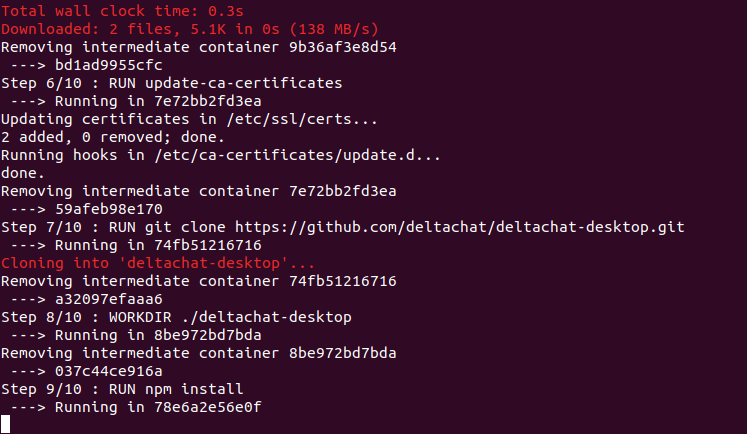 Total wall clock time: 0.3s
Downloaded: 2 files, 5.1K in 0s (138 MB/s)
Removing intermediate container 9b36af3e8d54
 ---> bd1ad9955cfc
Step 6/10 : RUN update-ca-certificates
 ---> Running in 7e72bb2fd3ea
Updating certificates in /etc/ssl/certs...
2 added, 0 removed; done.
Running hooks in /etc/ca-certificates/update.d...
done.
Removing intermediate container 7e72bb2fd3ea
 ---> 59afeb98e170
Step 7/10 : RUN git clone https://github.com/deltachat/deltachat-desktop.git
 ---> Running in 74fb51216716
Cloning into 'deltachat-desktop'...
Removing intermediate container 74fb51216716
 ---> a32097efaaa6
Step 8/10 : WORKDIR ./deltachat-desktop
 ---> Running in 8be972bd7bda
Removing intermediate container 8be972bd7bda
 ---> 037c44ce916a
Step 9/10 : RUN npm install
 ---> Running in 78e6a2e56e0f